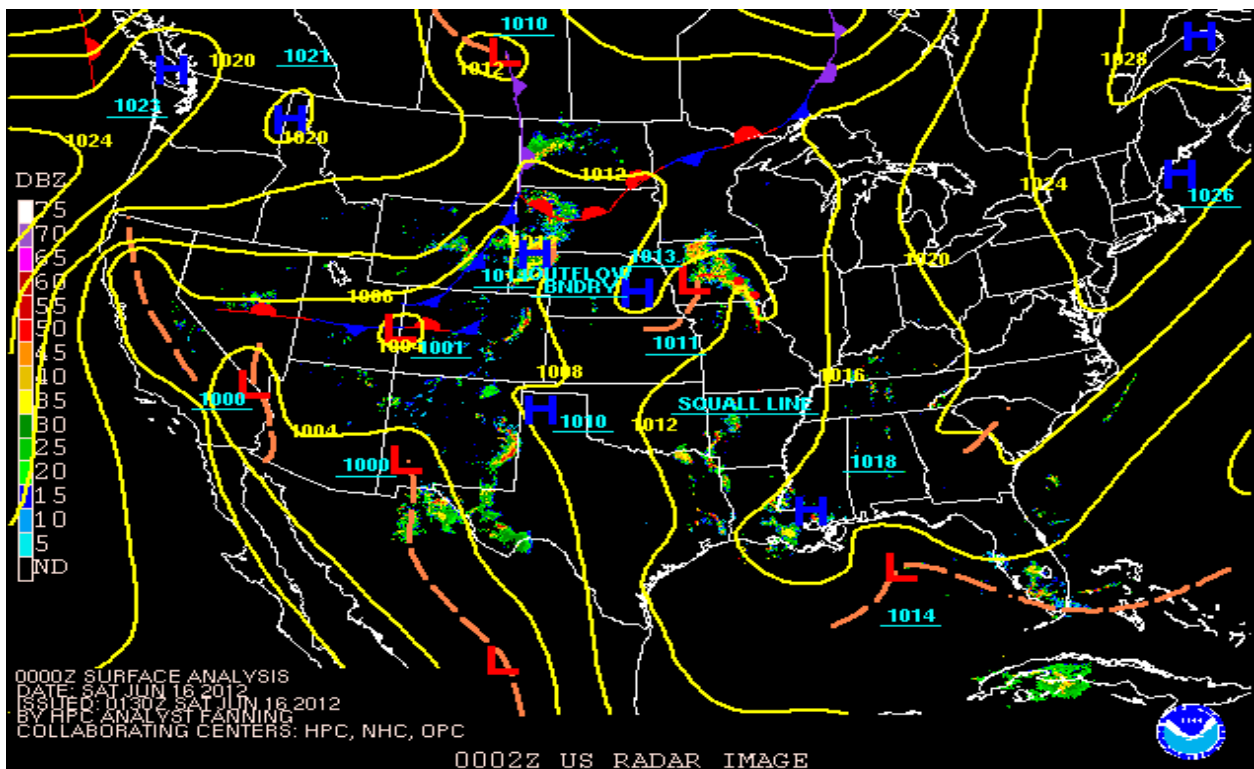 1010
L
1028
H
1020
1021
H
1012
1023
H
1020
1024
1012
1024
H
1026
DBZ
75
70
65
60
55
50
45
40
35
30
25
20
15
10
5
ND
H
1013
1020
OUTFLOW
BNDRY
H
L
1006
L
1001
1011
1008
1016
L
1000
H
1010
1012
SQUALL LINE
1004
1000
L
1018
H
L
1014
L
0000Z SURFACE ANALYSIS
DATE: SAT JUN 16 2012
ISSUED: 0130Z SAT JUN 16 2012
BY HPC ANALYST FANNING
COLLABORATING CENTERS: HPC, NHC, OPC
0002Z US RADAR IMAGE